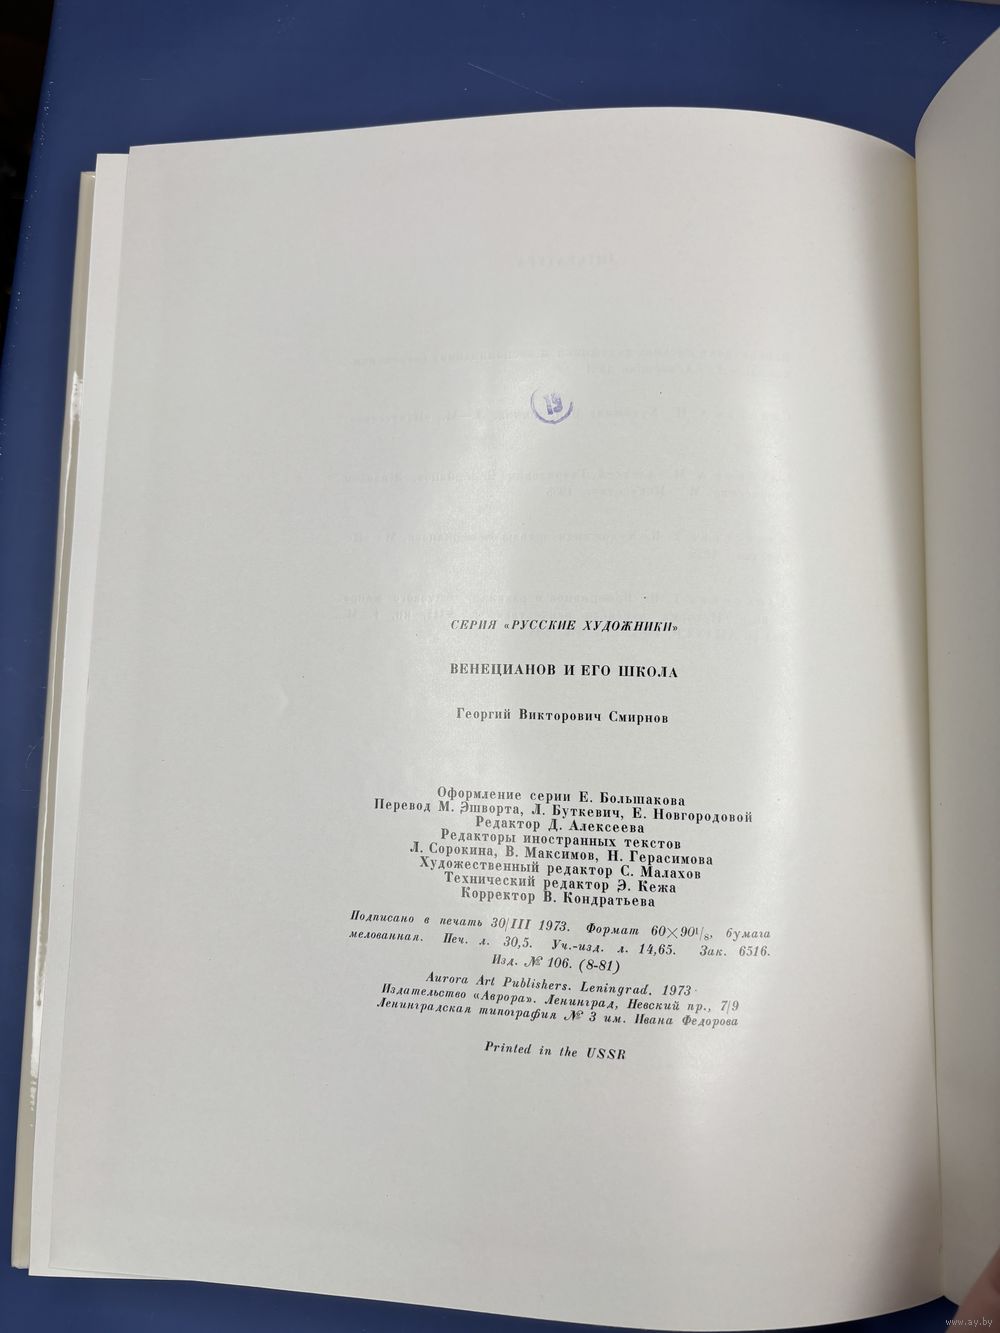 15
СЕРИЯ «РУССКИЕ ХУДОЖНИКИ»
ВЕНЕЦИАНОВ И ЕГО ШКОЛА
Георгий Викторович Смирнов
Оформление серии Е. Большакова
Перевод М. Эшворта, Л. Буткевич, Е. Новгородовой
Редактор Д. Алексеева
Редакторы иностранных текстов
Л. Сорокина, В. Максимов, Н. Герасимова
Художественный редактор С. Малахов
Технический редактор Э. Кежа
Корректор В. Кондратьева
Подписано в печать 30/III 1973. Формат 60×90¹/₈, бумага
мелованная. Печ. л. 30,5. Уч.-изд. л. 14,65. Зак. 6516.
Изд. № 106. (8-81)
Aurora Art Publishers. Leningrad. 1973
Издательство «Аврора». Ленинград, Невский пр., 7/9
Ленинградская типография № 3 им. Ивана Федорова
Printed in the USSR
www.ay.by